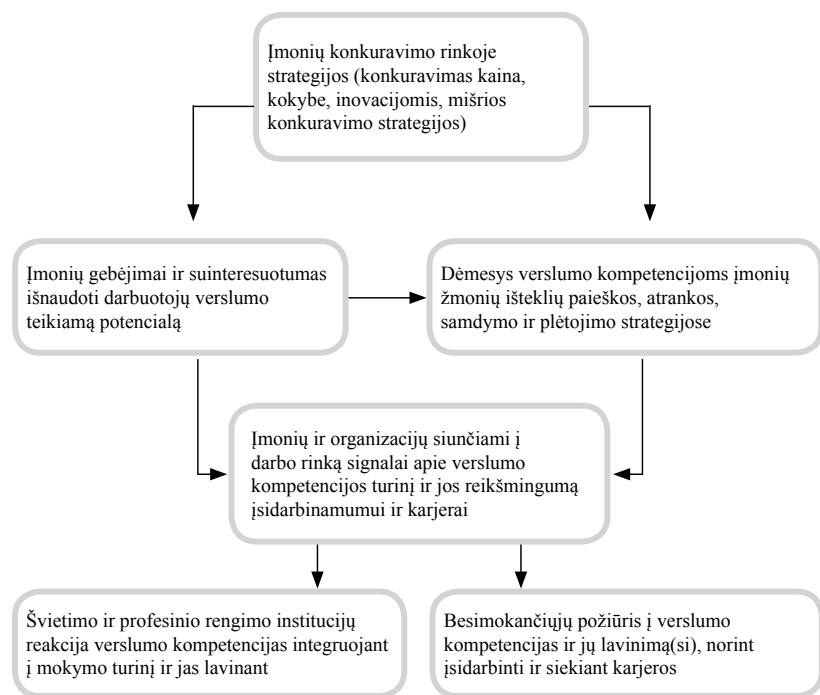 Įmonių konkuravimo rinkoje
strategijos (konkuravimas kaina,
kokybe, inovacijomis, mišrios
konkuravimo strategijos)
Įmonių gebėjimai ir suinteresuotumas
išnaudoti darbuotojų verslumo
teikiamą potencialą
Dėmesys verslumo kompetencijoms įmonių
žmonių išteklių paieškos, atrankos,
samdymo ir plėtojimo strategijose
Įmonių ir organizacijų siunčiami į
darbo rinką signalai apie verslumo
kompetencijos turinį ir jos reikšmingumą
įsidarbinamumui ir karjerai
Švietimo ir profesinio rengimo institucijų
reakcija verslumo kompetencijas integruojant
į mokymo turinį ir jas lavinant
Besimokančiųjų požiūris į verslumo
kompetencijas ir jų lavinimą(si), norint
įsidarbinti ir siekiant karjeros